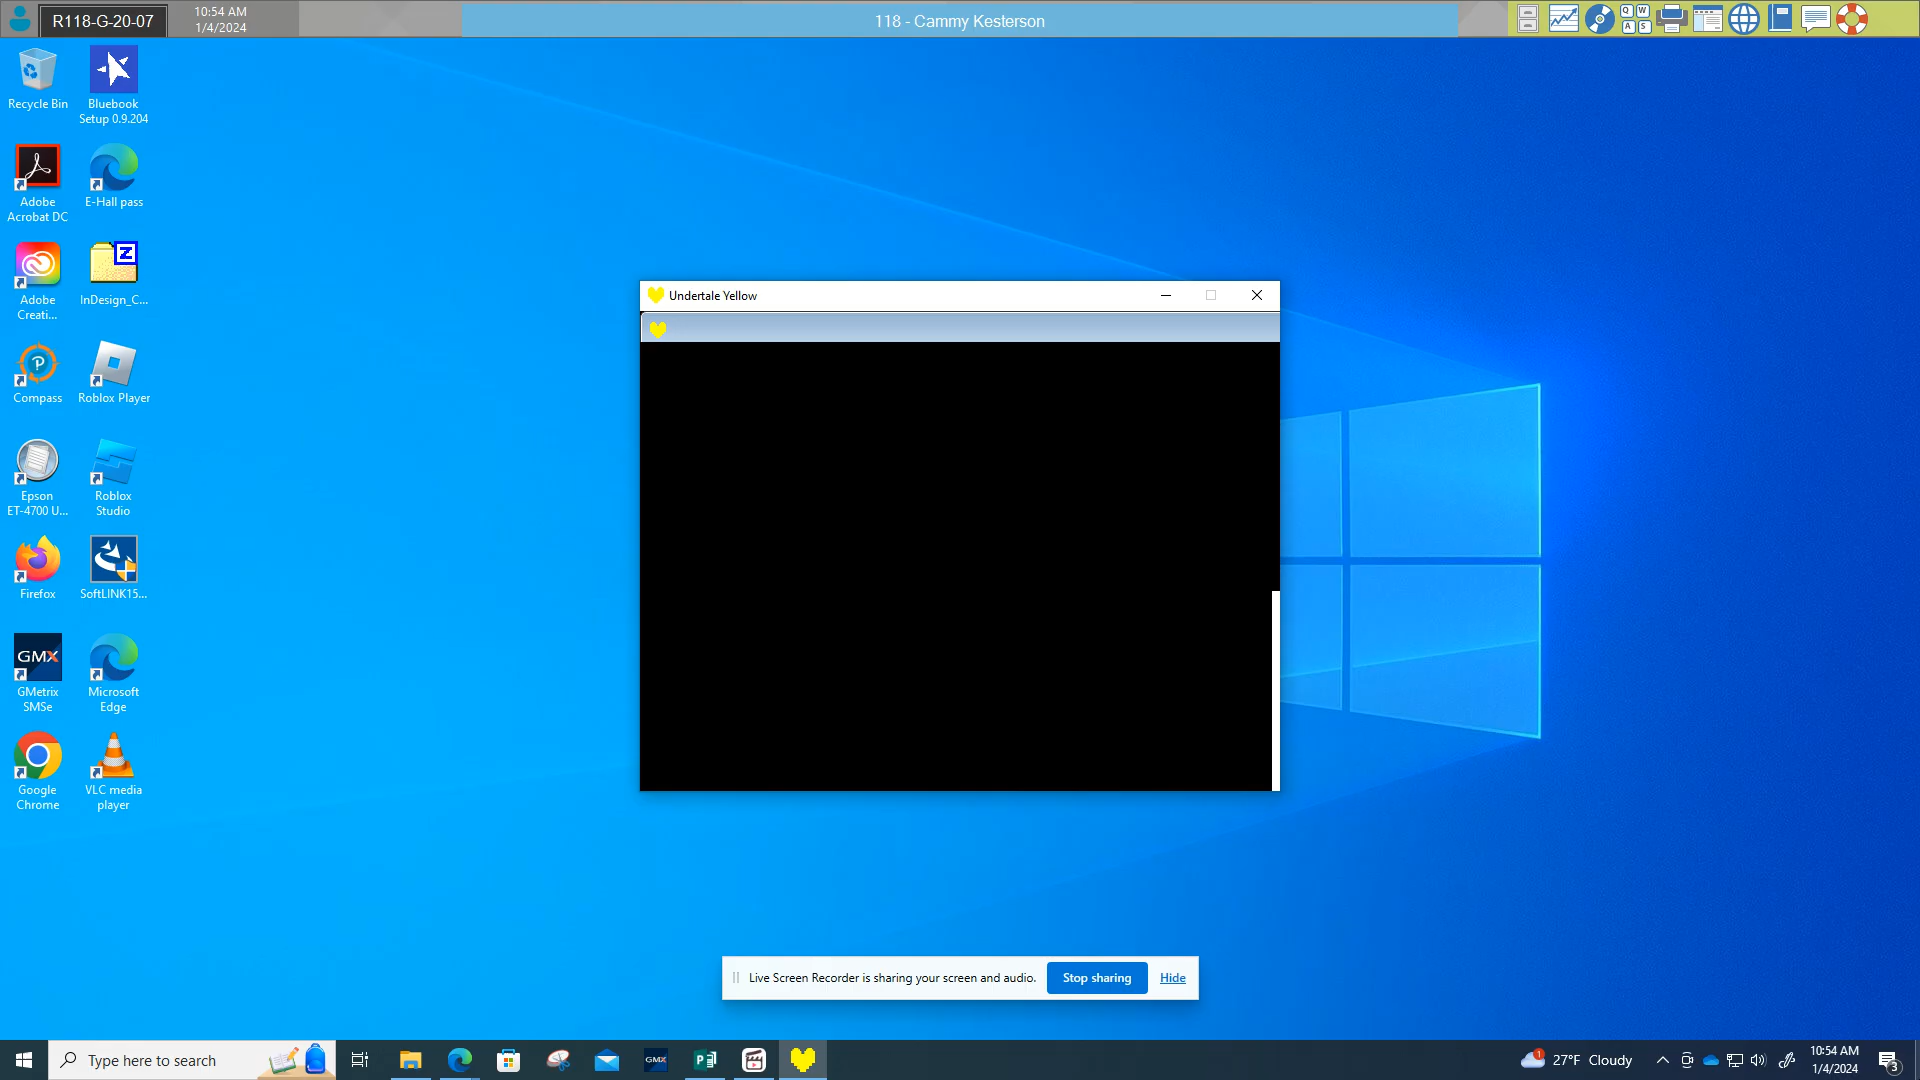 R118-G-20-07
10:54 AM
1/4/2024
118 - Cammy Kesterson
Q W
A S
Recycle Bin
Bluebook
Setup 0.9.204
Adobe
Acrobat DC
E-Hall pass
Adobe
Creati...
Z
InDesign_C...
Compass
Roblox Player
Epson
ET-4700 U...
Roblox
Studio
Firefox
SoftLINK15...
GMX
GMetrix
SMSe
Microsoft
Edge
Google
Chrome
VLC media
player
Undertale Yellow
Live Screen Recorder is sharing your screen and audio.
Stop sharing
Hide
Type here to search
GMX
P
1
27°F Cloudy
10:54 AM
1/4/2024
3